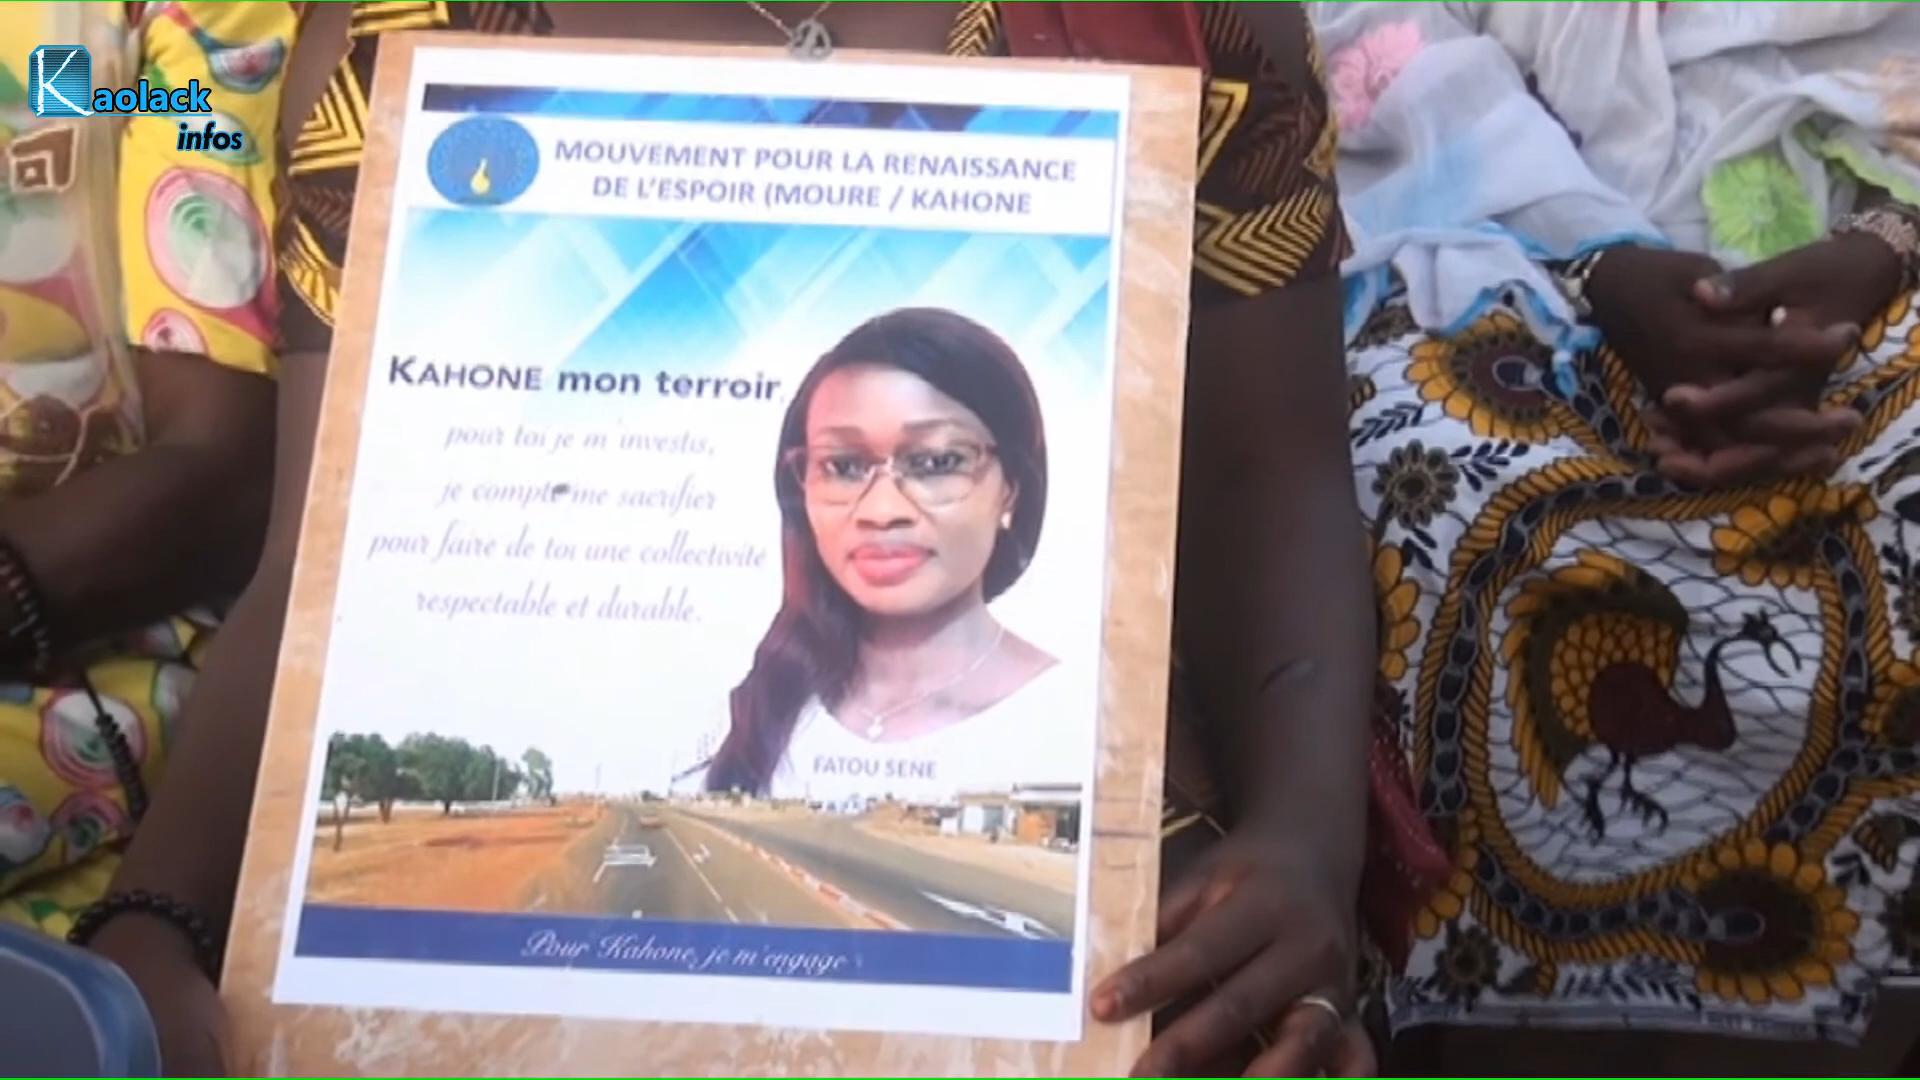 Kaolack
infos
MOUVEMENT POUR LA RENAISSANCE
DE L'ESPOIR (MOURE / KAHONE
KAHONE mon terroir,
pour toi je m'investis,
je compte me sacrifier
pour faire de toi une collectivité
respectable et durable.
FATOU SENE
Pour Kahone, je m'engage